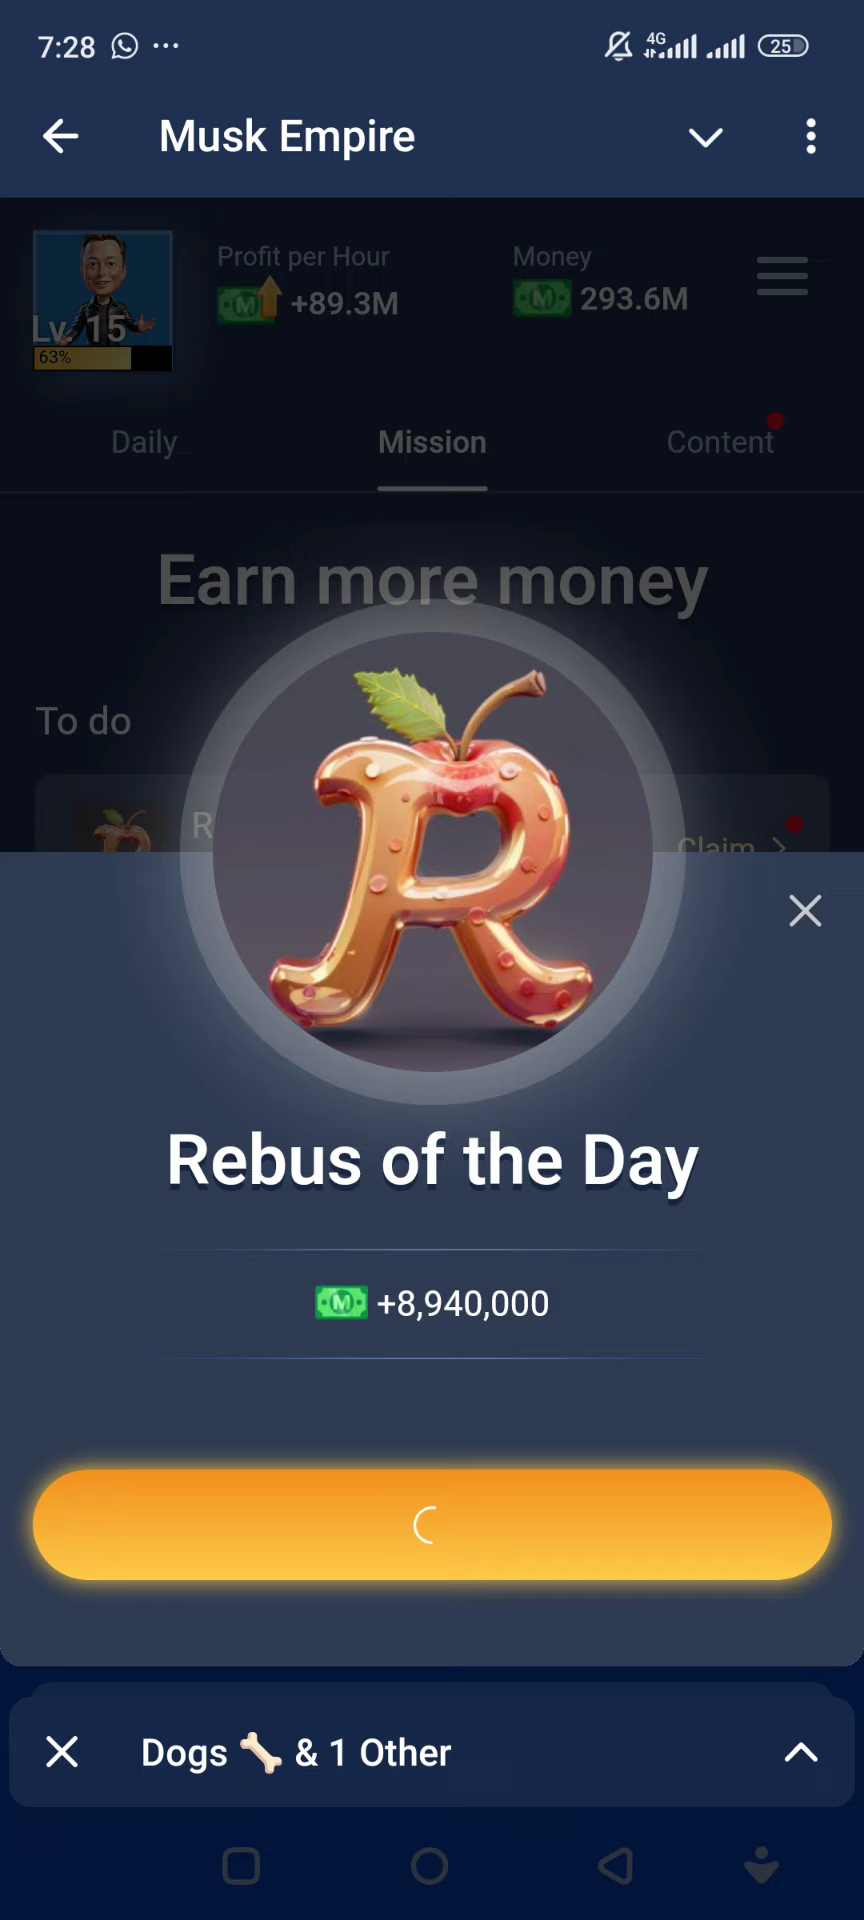 7:28
4G
25
Musk Empire
Profit per Hour
Money
+89.3M
293.6M
Lv. 15
63%
Daily
Mission
Content
Earn more money
To do
R
Claim
R
Rebus of the Day
M +8,940,000
Dogs 🦴 & 1 Other